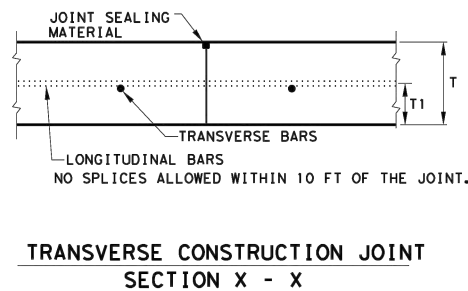 JOINT SEALING
MATERIAL
T
T1
TRANSVERSE BARS
LONGITUDINAL BARS
NO SPLICES ALLOWED WITHIN 10 FT OF THE JOINT.
TRANSVERSE CONSTRUCTION JOINT
SECTION X - X